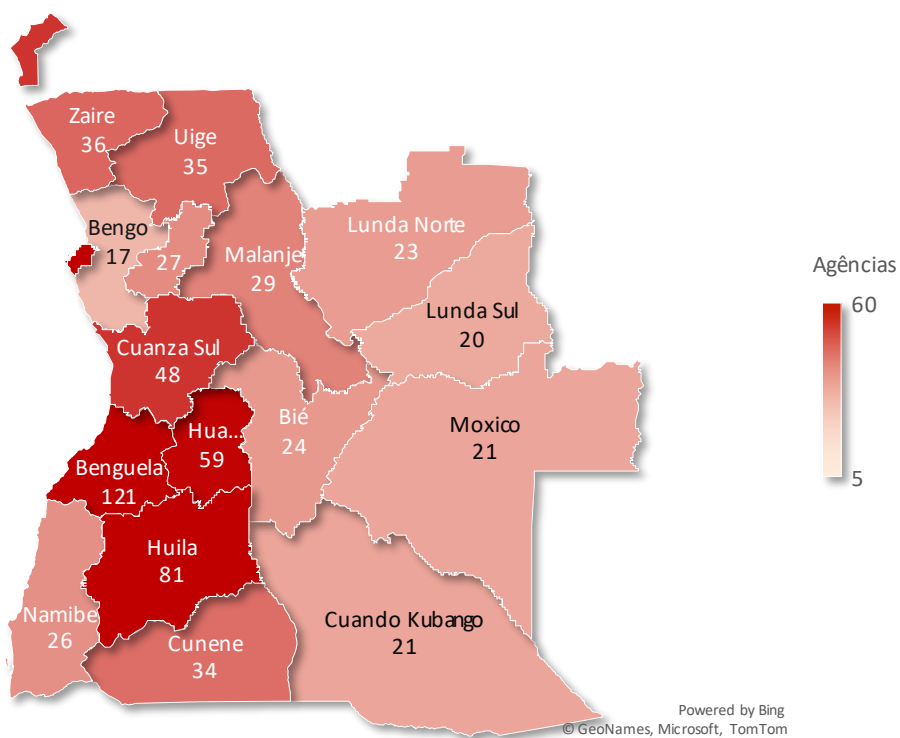 Zaire
36
Uige
35
Bengo
17
27
Malanje
29
Lunda Norte
23
Lunda Sul
20
Agências
60
5
Cuanza Sul
48
Hua...
59
Bié
24
Moxico
21
Benguela
121
Huila
81
Namibe
26
Cunene
34
Cuando Kubango
21
Powered by Bing
© GeoNames, Microsoft, TomTom